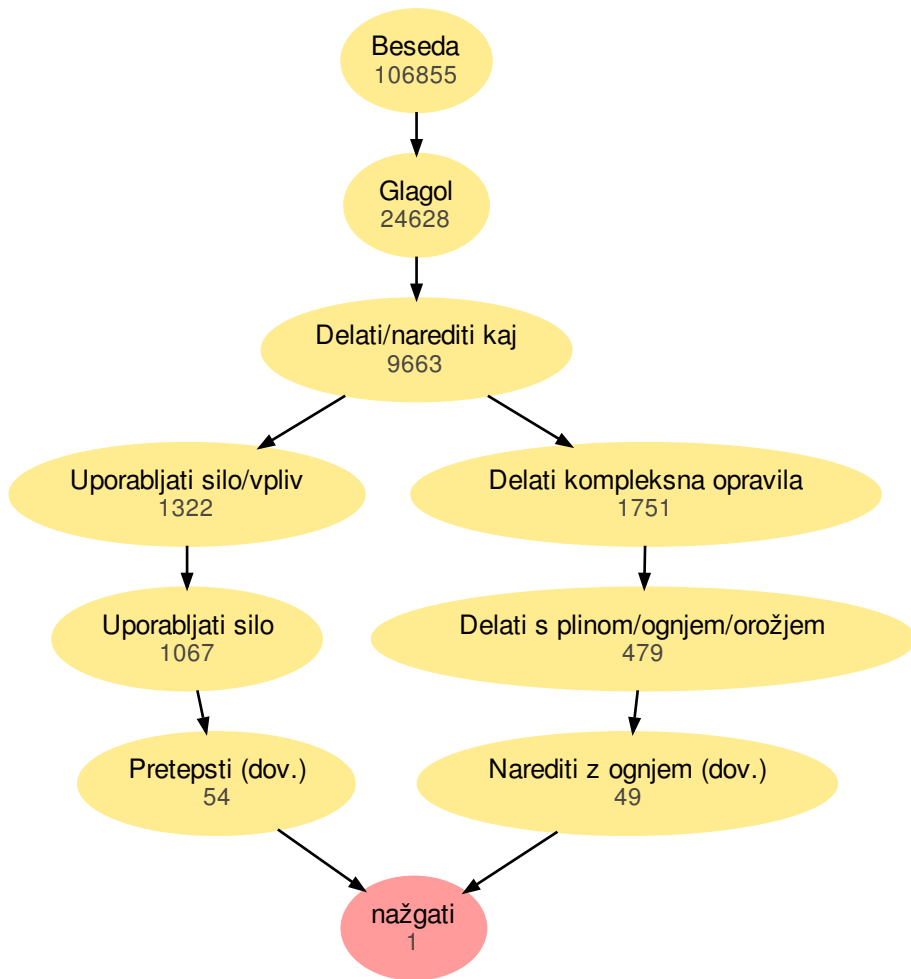 Beseda
106855
Glagol
24628
Delati/narediti kaj
9663
Uporabljati silo/vpliv
1322
Delati kompleksna opravila
1751
Uporabljati silo
1067
Delati s plinom/ognjem/orožjem
479
Pretepsti (dov.)
54
Narediti z ognjem (dov.)
49
nažgati
1